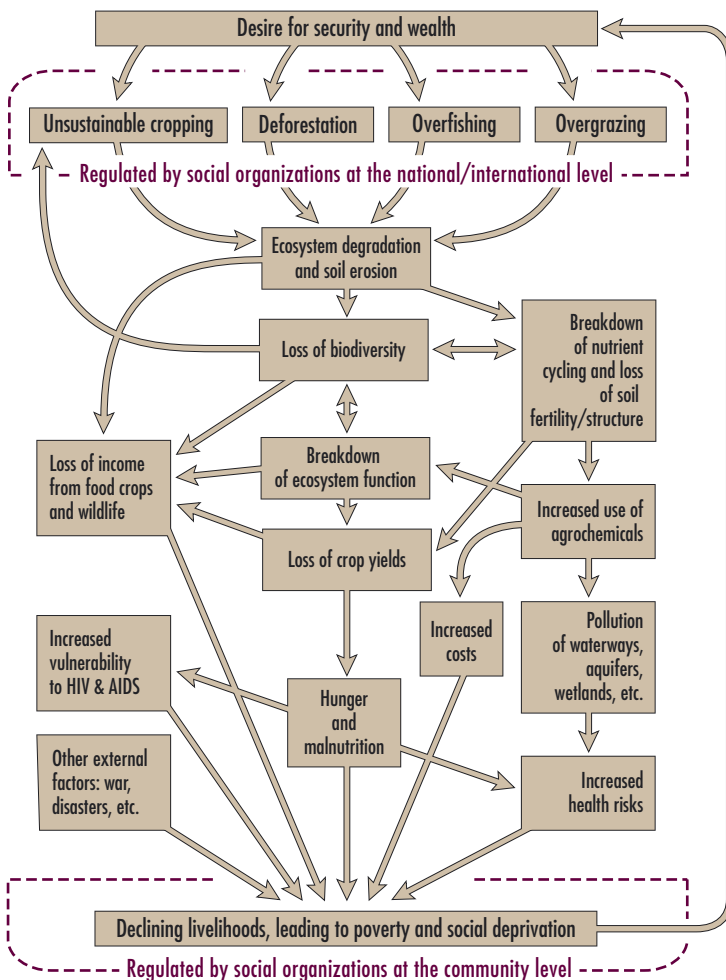 Desire for security and wealth
Unsustainable cropping
Deforestation
Overfishing
Overgrazing
Regulated by social organizations at the national/international level
Ecosystem degradation
and soil erosion
Loss of biodiversity
Breakdown
of nutrient
cycling and loss
of soil
fertility/structure
Loss of income
from food crops
and wildlife
Breakdown
of ecosystem function
Increased use of
agrochemicals
Loss of crop yields
Increased
vulnerability
to HIV & AIDS
Increased
costs
Pollution
of waterways,
aquifers,
wetlands, etc.
Hunger
and
malnutrition
Other external
factors: war,
disasters, etc.
Increased
health risks
Declining livelihoods, leading to poverty and social deprivation
Regulated by social organizations at the community level